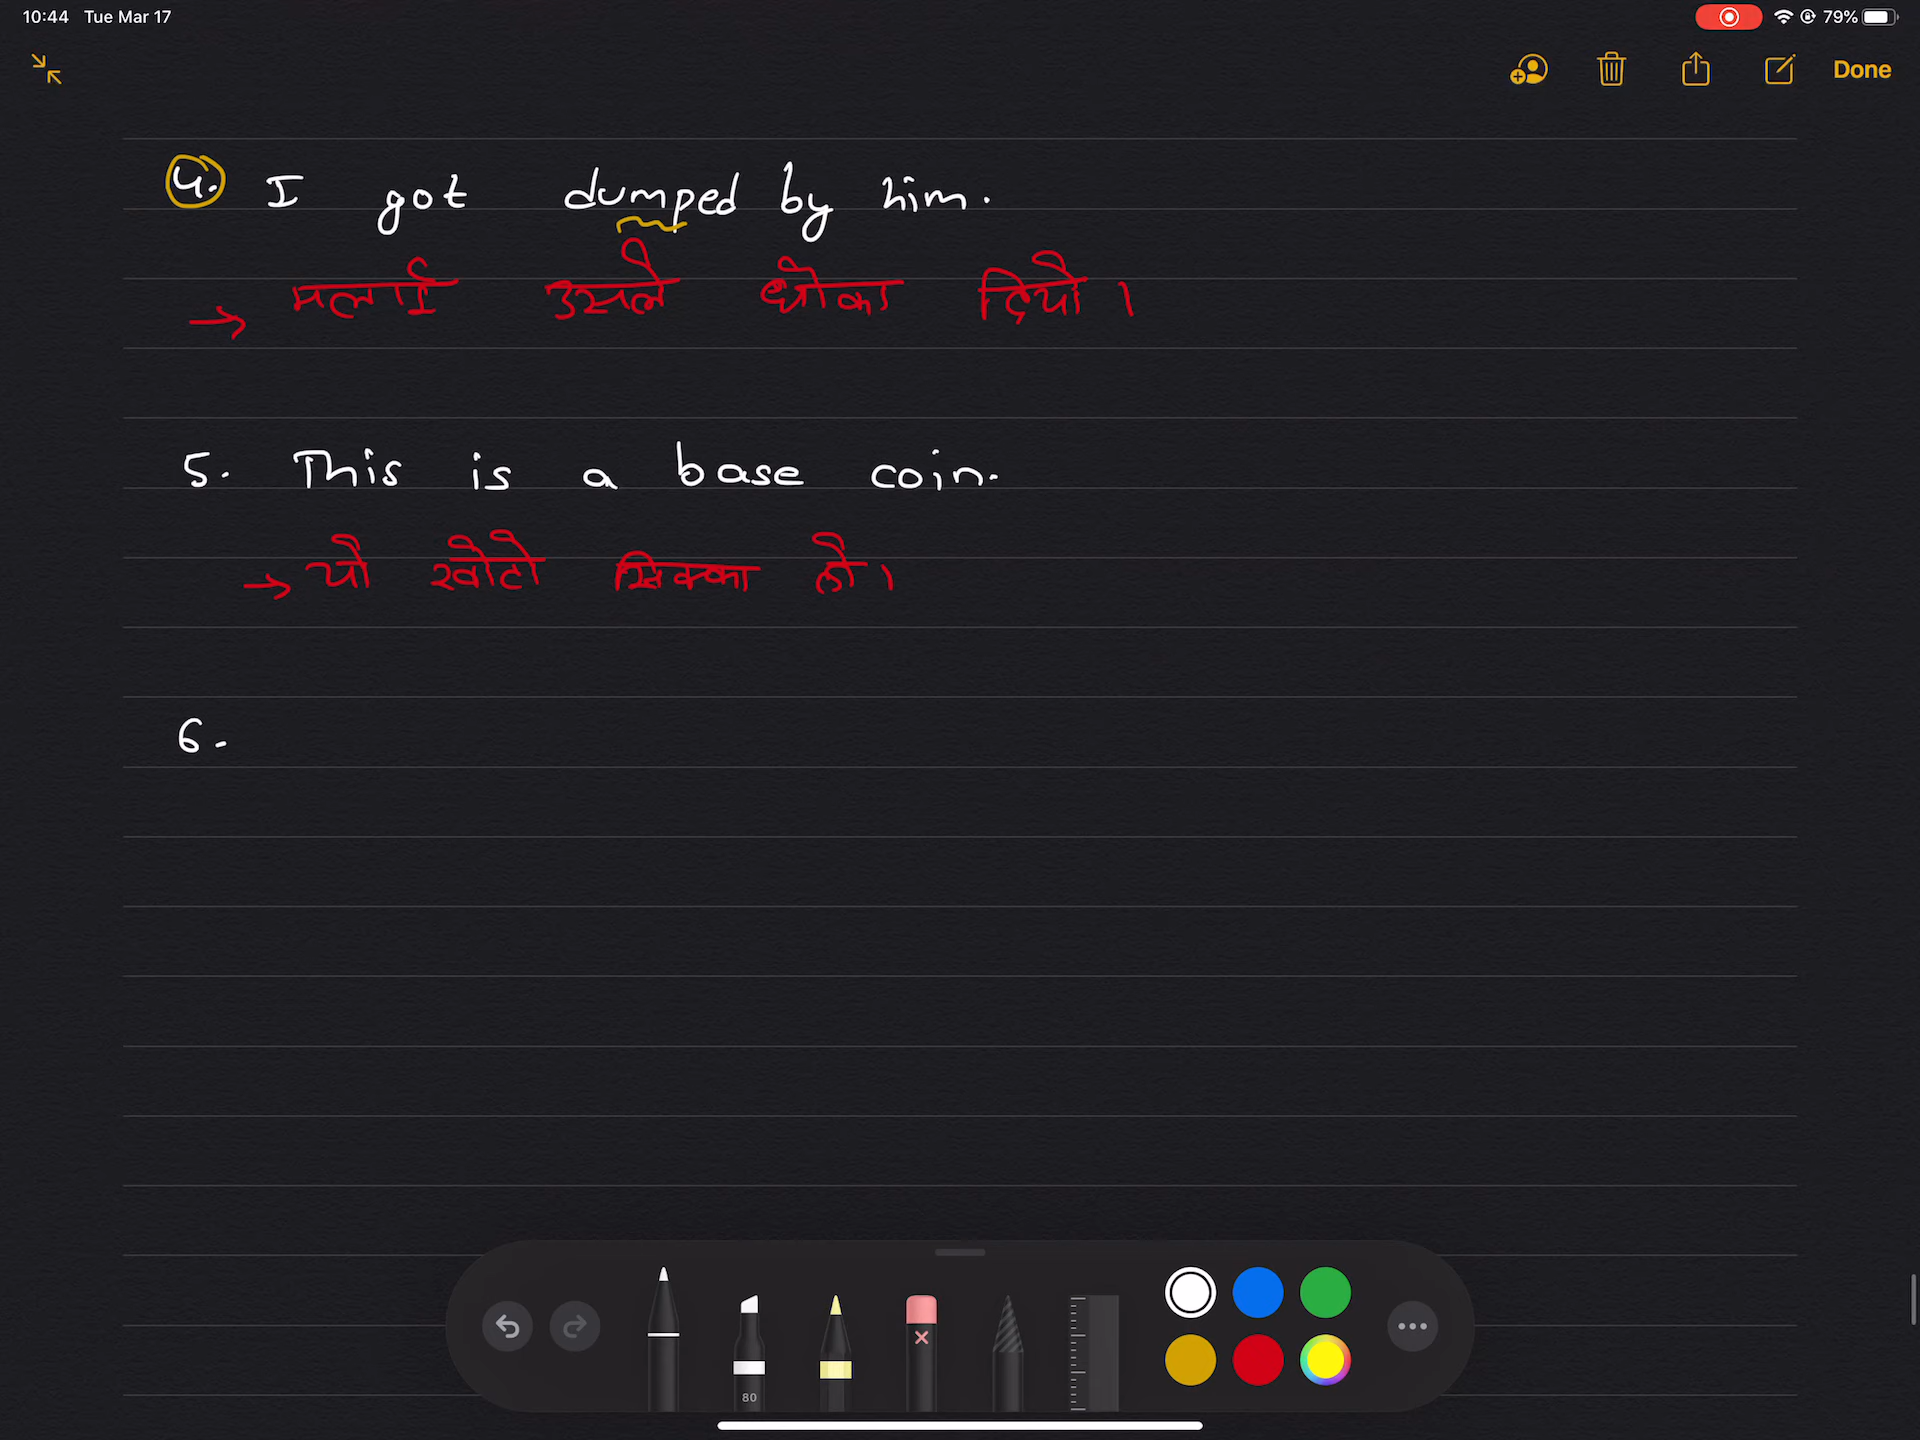 10:44 Tue Mar 17 79%
Done
4. I got dumped by him.
→ मलाई उसले धोका दियो ।
5. This is a base coin.
→ यो खोटो सिक्का हो ।
6.
80